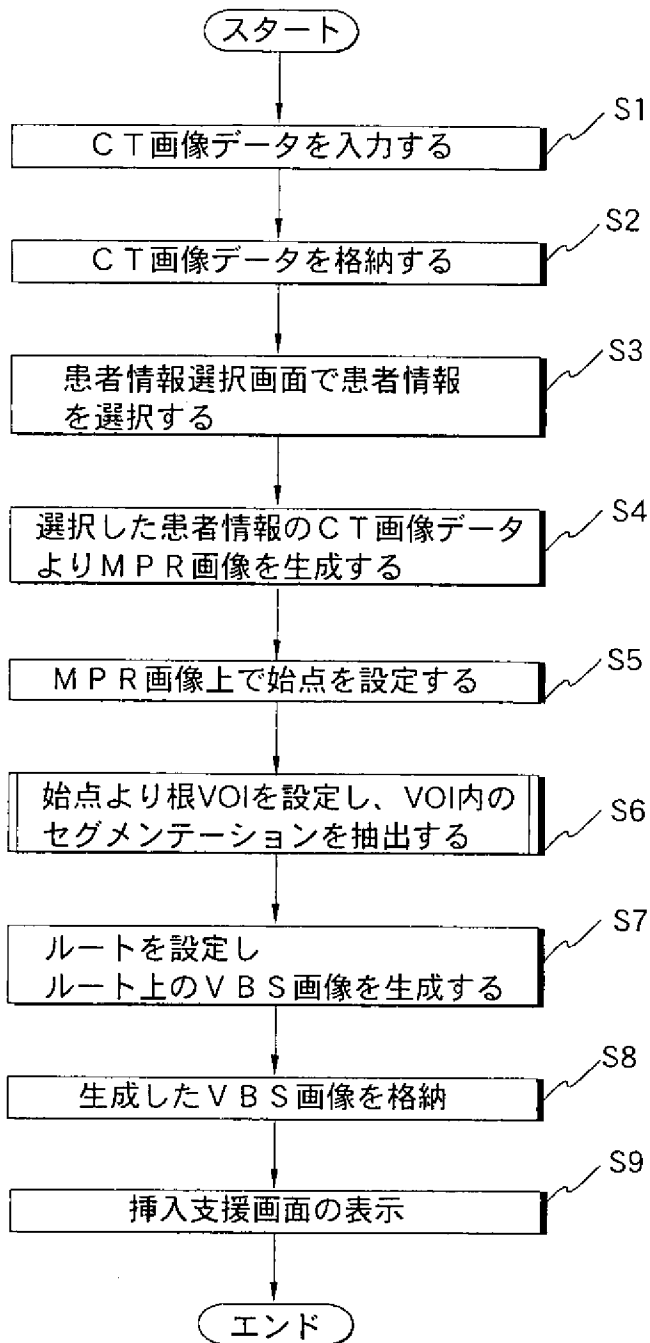 スタート
S1
CT画像データを入力する
S2
CT画像データを格納する
S3
患者情報選択画面で患者情報
を選択する
S4
選択した患者情報のCT画像データ
よりMPR画像を生成する
S5
MPR画像上で始点を設定する
S6
始点より根VOIを設定し、VOI内の
セグメンテーションを抽出する
S7
ルートを設定し
ルート上のVBS画像を生成する
S8
生成したVBS画像を格納
S9
挿入支援画面の表示
エンド